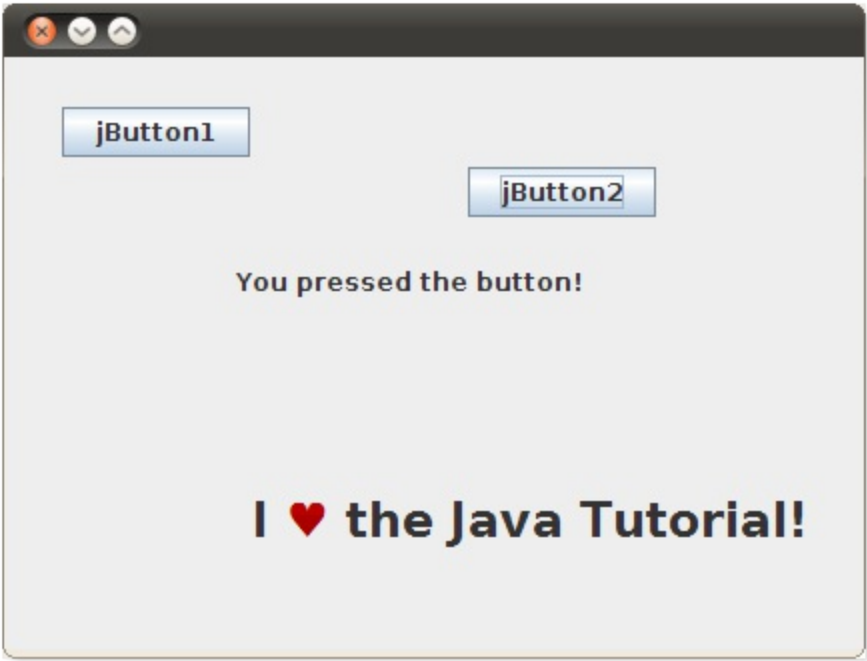 jButton1
jButton2
You pressed the button!
I ♥ the Java Tutorial!